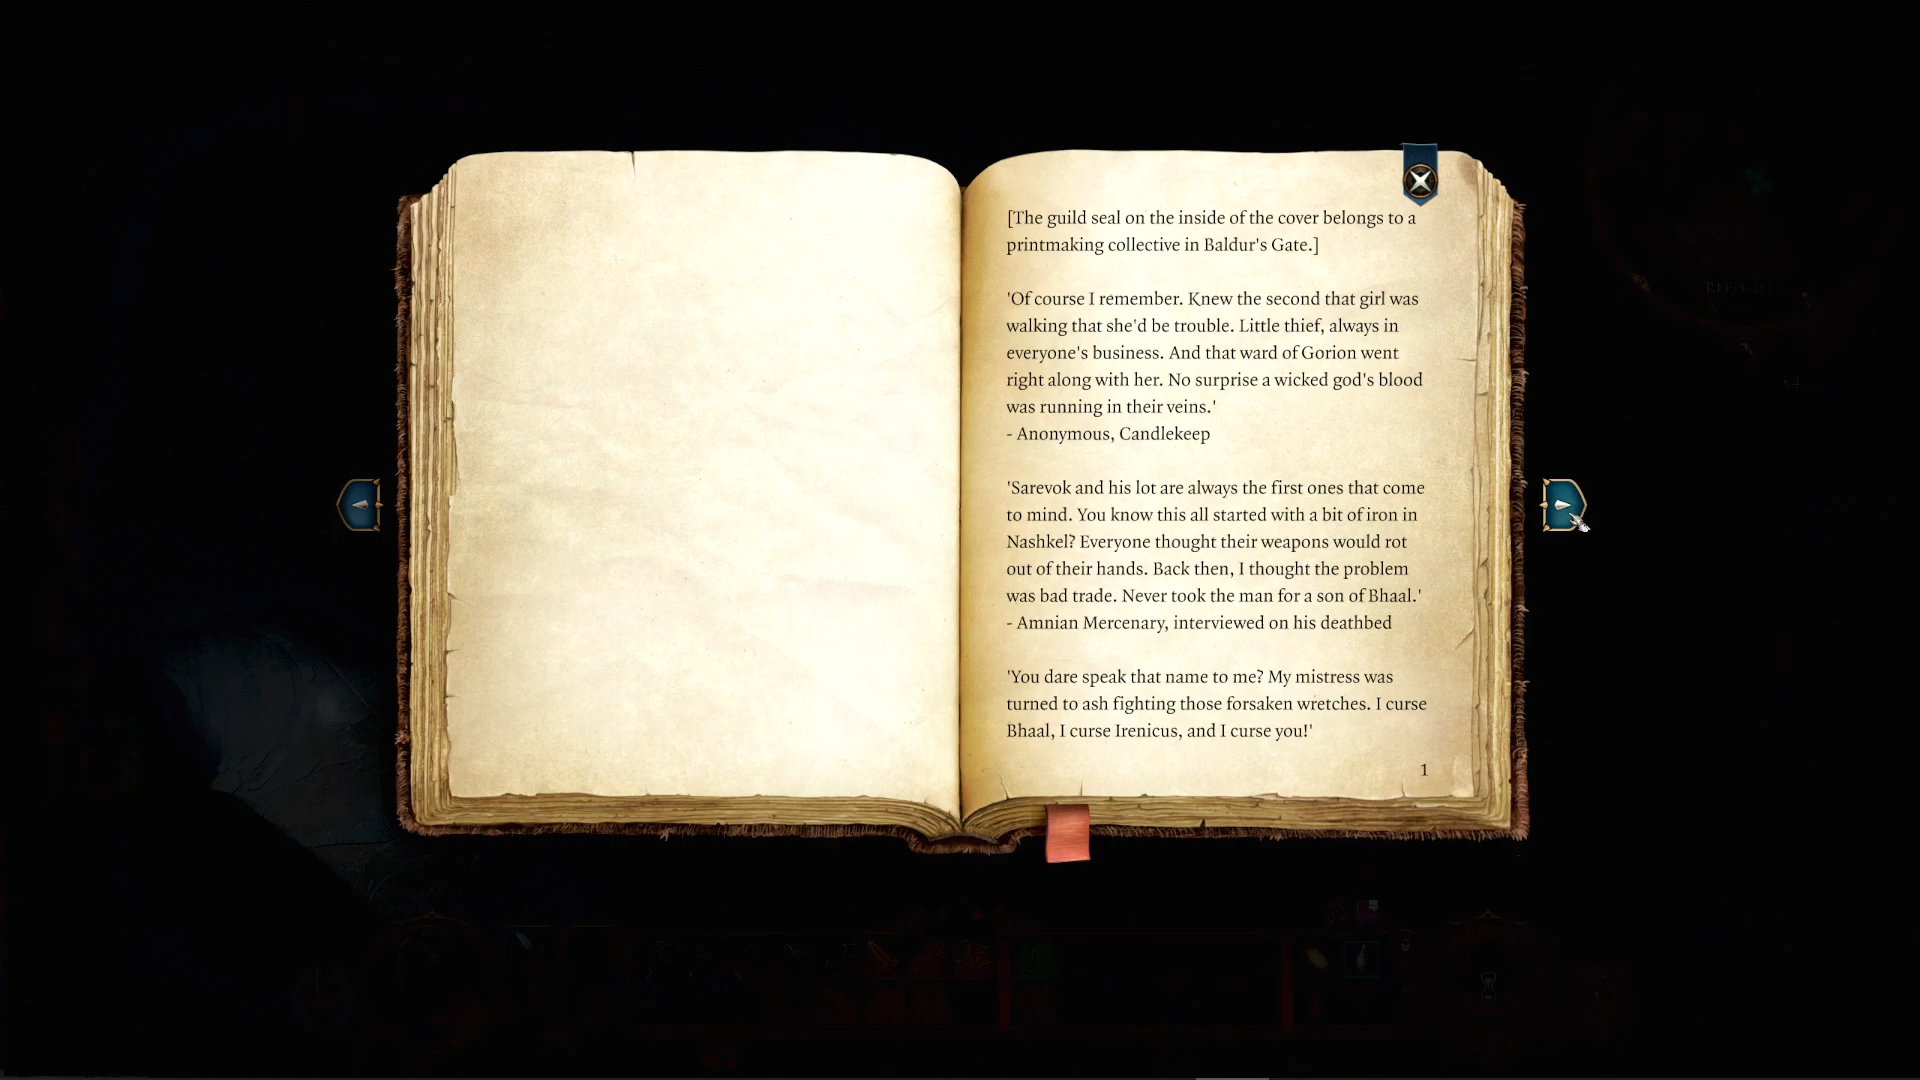 [The guild seal on the inside of the cover belongs to a
printmaking collective in Baldur's Gate.]
'Of course I remember. Knew the second that girl was
walking that she'd be trouble. Little thief, always in
everyone's business. And that ward of Gorion went
right along with her. No surprise a wicked god's blood
was running in their veins.'
- Anonymous, Candlekeep
'Sarevok and his lot are always the first ones that come
to mind. You know this all started with a bit of iron in
Nashkel? Everyone thought their weapons would rot
out of their hands. Back then, I thought the problem
was bad trade. Never took the man for a son of Bhaal.'
- Amnian Mercenary, interviewed on his deathbed
'You dare speak that name to me? My mistress was
turned to ash fighting those forsaken wretches. I curse
Bhaal, I curse Irenicus, and I curse you!'
1